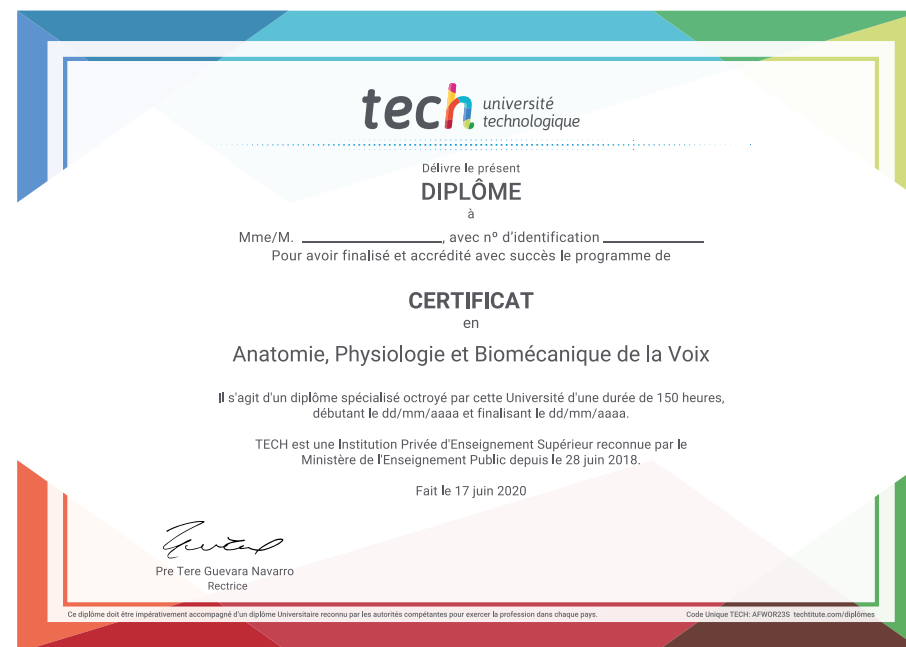 tech université
technologique
Délivre le présent
DIPLÔME
à
Mme/M. ____________, avec nº d'identification ____________
Pour avoir finalisé et accrédité avec succès le programme de
CERTIFICAT
en
Anatomie, Physiologie et Biomécanique de la Voix
Il s'agit d'un diplôme spécialisé octroyé par cette Université d'une durée de 150 heures,
débutant le dd/mm/aaaa et finalisant le dd/mm/aaaa.
TECH est une Institution Privée d'Enseignement Supérieur reconnue par le
Ministère de l'Enseignement Public depuis le 28 juin 2018.
Fait le 17 juin 2020
Pre Tere Guevara Navarro
Rectrice
Ce diplôme doit être impérativement accompagné d'un diplôme Universitaire reconnu par les autorités compétantes pour exercer la profession dans chaque pays.
Code Unique TECH: AFWOR23S techtitute.com/diplômes